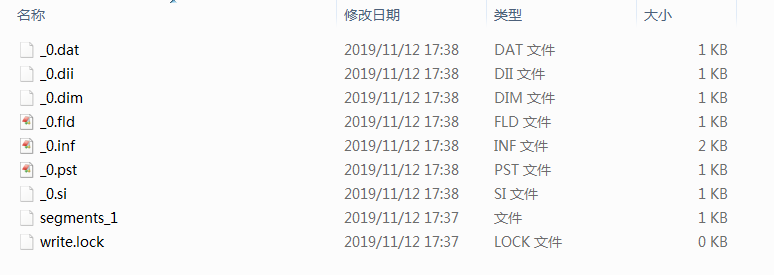 名称 修改日期 类型 大小
_0.dat 2019/11/12 17:38 DAT 文件 1 KB
_0.dii 2019/11/12 17:38 DII 文件 1 KB
_0.dim 2019/11/12 17:38 DIM 文件 1 KB
_0.fld 2019/11/12 17:38 FLD 文件 1 KB
_0.inf 2019/11/12 17:38 INF 文件 2 KB
_0.pst 2019/11/12 17:38 PST 文件 1 KB
_0.si 2019/11/12 17:38 SI 文件 1 KB
segments_1 2019/11/12 17:37 文件 1 KB
write.lock 2019/11/12 17:37 LOCK 文件 0 KB